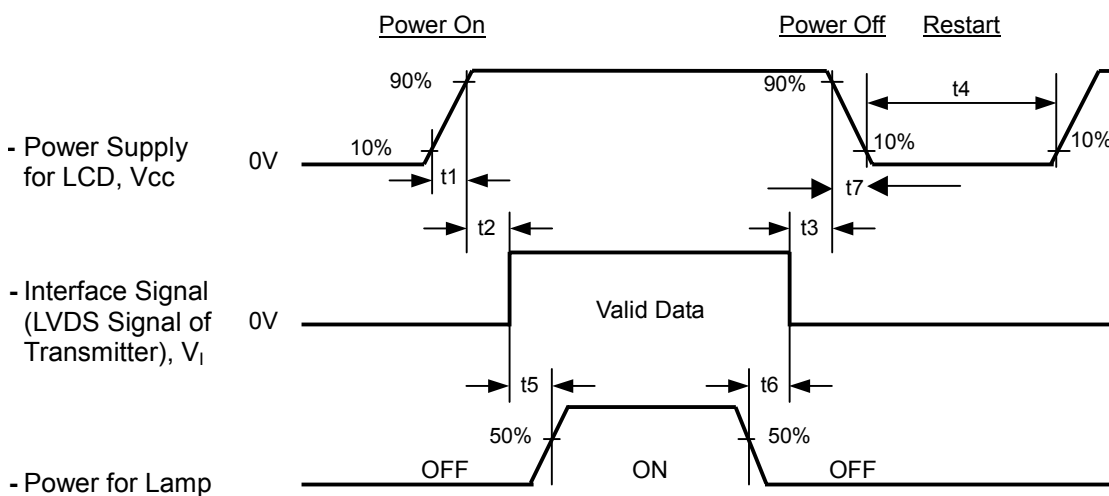 Power On
Power Off
Restart
90%
90%
t4
- Power Supply
for LCD, Vcc
0V
10%
10%
10%
t1
t7
t2
t3
- Interface Signal
(LVDS Signal of
Transmitter), VI
0V
Valid Data
t5
t6
50%
50%
- Power for Lamp
OFF
ON
OFF